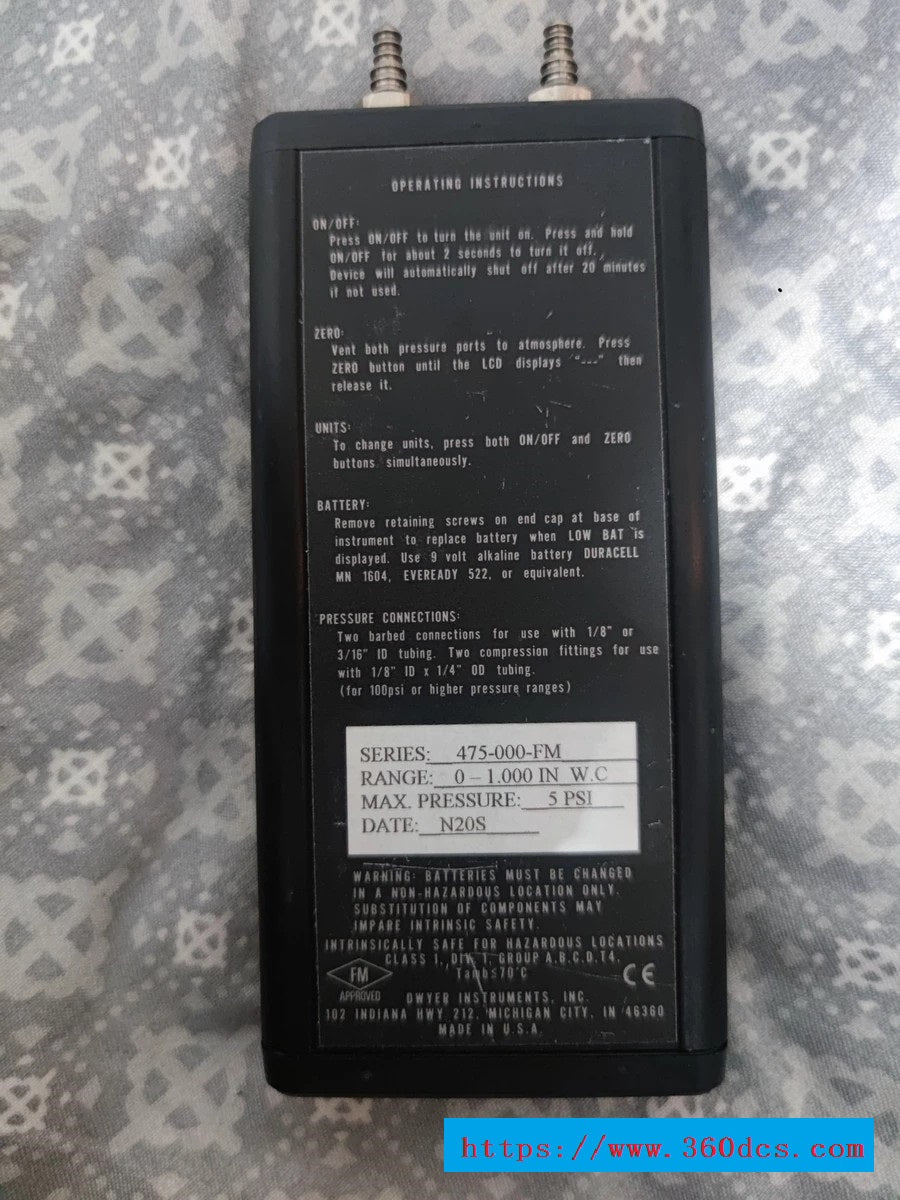 OPERATING INSTRUCTIONS
ON/OFF:
Press ON/OFF to turn the unit on. Press and hold
ON/OFF for about 2 seconds to turn it off.
Device will automatically shut off after 20 minutes
if not used.
ZERO:
Vent both pressure ports to atmosphere. Press
ZERO button until the LCD displays "---" then
release it.
UNITS:
To change units, press both ON/OFF and ZERO
buttons simultaneously.
BATTERY:
Remove retaining screws on end cap at base of
instrument to replace battery when LOW BAT is
displayed. Use 9 volt alkaline battery DURACELL
MN 1604, EVEREADY 522, or equivalent.
PRESSURE CONNECTIONS:
Two barbed connections for use with 1/8" or
3/16" ID tubing. Two compression fittings for use
with 1/8" ID x 1/4" OD tubing.
(for 100psi or higher pressure ranges)
SERIES: 475-000-FM
RANGE: 0 – 1.000 IN W.C
MAX. PRESSURE: 5 PSI
DATE: N20S
WARNING: BATTERIES MUST BE CHANGED
IN A NON-HAZARDOUS LOCATION ONLY.
SUBSTITUTION OF COMPONENTS MAY
IMPARE INTRINSIC SAFETY.
INTRINSICALLY SAFE FOR HAZARDOUS LOCATIONS
CLASS I, DIV. 1, GROUP A,B,C,D,T4,
Tamb≤70°C
FM
APPROVED
CE
DWYER INSTRUMENTS, INC.
102 INDIANA HWY 212, MICHIGAN CITY, IN 46360
MADE IN U.S.A.
https://www.360dcs.com